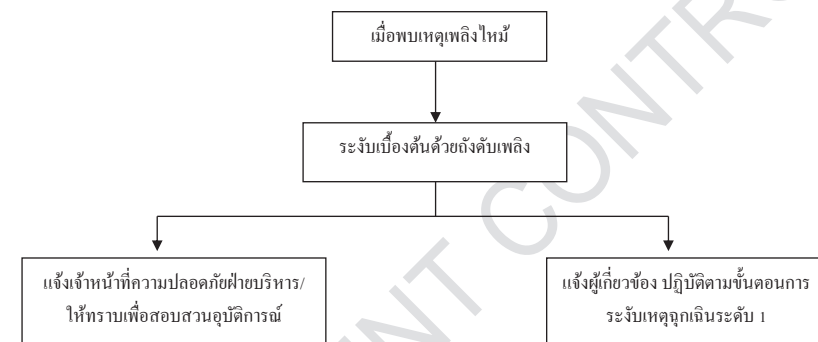 เมื่อพบเหตุเพลิงไหม้
ระงับเบื้องต้นด้วยถังดับเพลิง
แจ้งเจ้าหน้าที่ความปลอดภัยฝ่ายบริหาร/
ให้ทราบเพื่อสอบสวนอุบัติการณ์
แจ้งผู้เกี่ยวข้อง ปฏิบัติตามขั้นตอนการ
ระงับเหตุฉุกเฉินระดับ 1